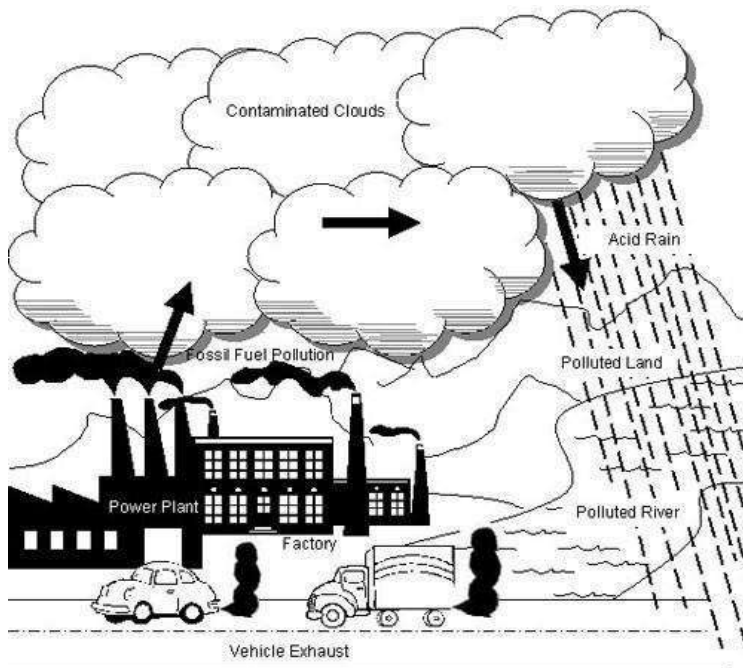 Contaminated Clouds
Acid Rain
Fossil Fuel Pollution
Polluted Land
Power Plant
Polluted River
Factory
Vehicle Exhaust